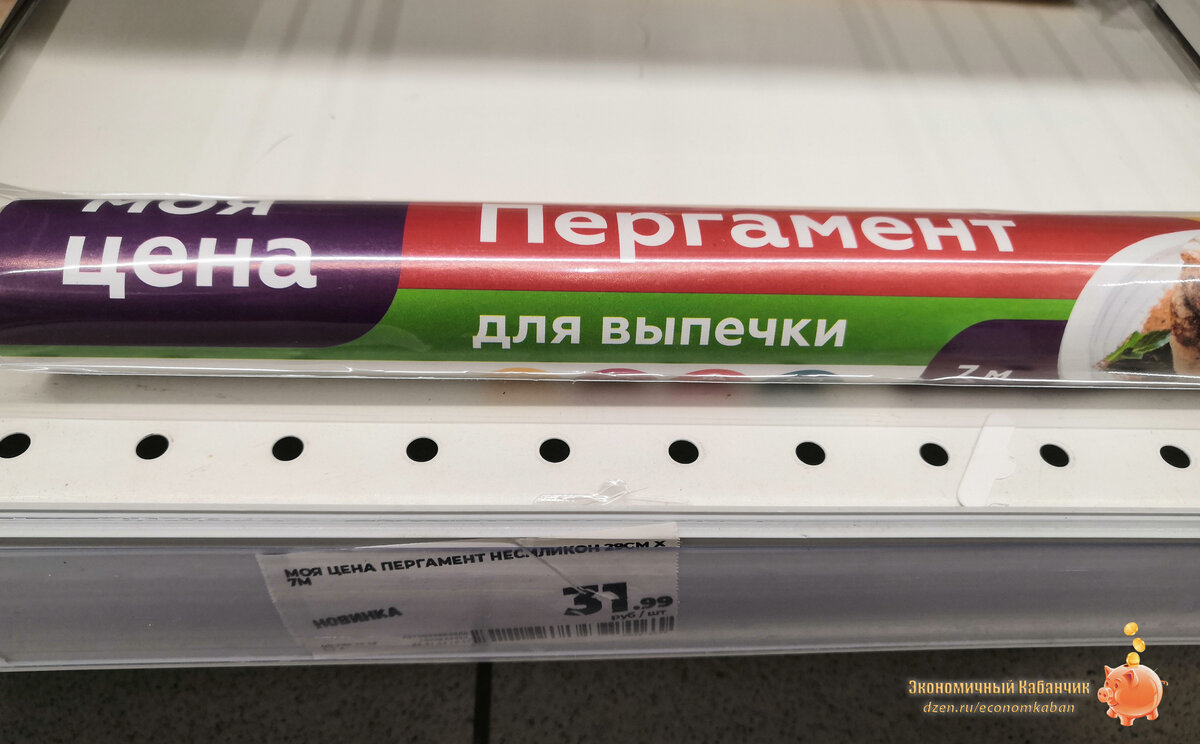 моя
цена
Пергамент
для выпечки
7 м
МОЯ ЦЕНА ПЕРГАМЕНТ НЕСИЛИКОН 29СМ Х
7М
НОВИНКА
31.99
руб / шт
Экономичный Кабанчик
dzen.ru/economkaban